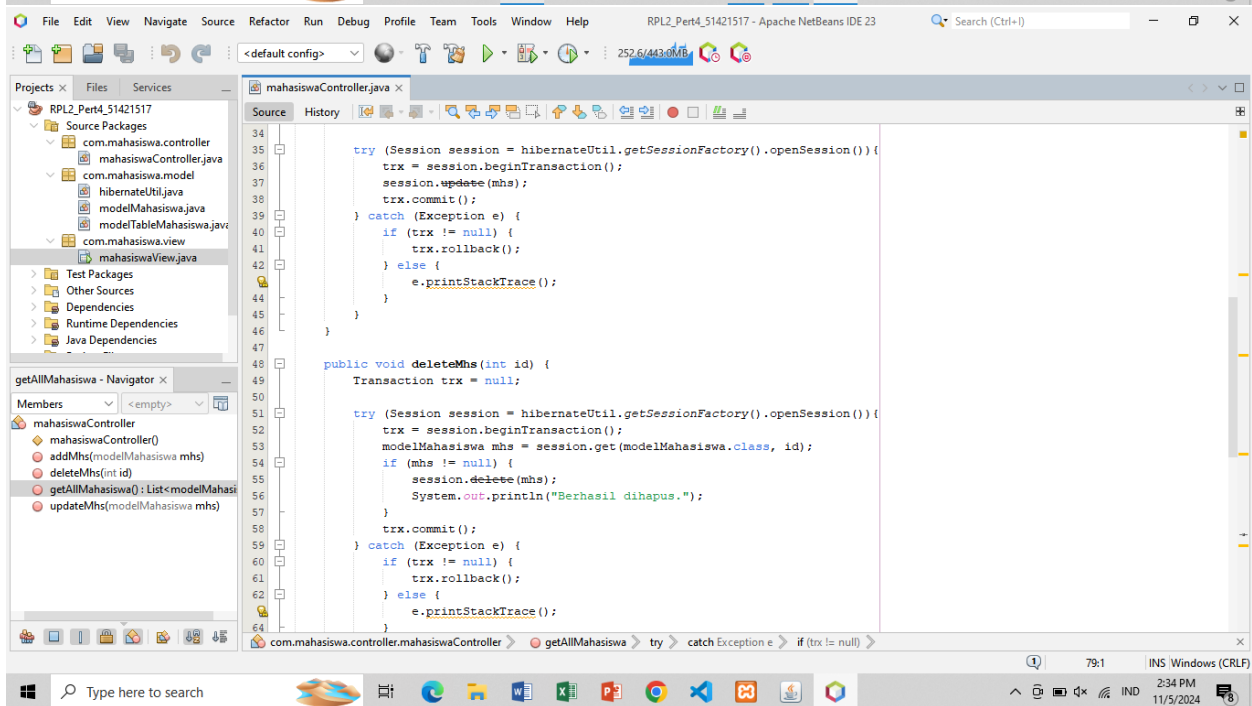 File Edit View Navigate Source Refactor Run Debug Profile Team Tools Window Help RPL2_Pert4_51421517 - Apache NetBeans IDE 23 Search (Ctrl+I)
<default config> 252.6/443.0MB
Projects Files Services
RPL2_Pert4_51421517
Source Packages
com.mahasiswa.controller
mahasiswaController.java
com.mahasiswa.model
hibernateUtil.java
modelMahasiswa.java
modelTableMahasiswa.java
com.mahasiswa.view
mahasiswaView.java
Test Packages
Other Sources
Dependencies
Runtime Dependencies
Java Dependencies
getAllMahasiswa - Navigator
Members <empty>
mahasiswaController
mahasiswaController()
addMhs(modelMahasiswa mhs)
deleteMhs(int id)
getAllMahasiswa() : List<modelMahasi
updateMhs(modelMahasiswa mhs)
mahasiswaController.java
Source History
34
35 try (Session session = hibernateUtil.getSessionFactory().openSession()){
36 trx = session.beginTransaction();
37 session.update(mhs);
38 trx.commit();
39 } catch (Exception e) {
40 if (trx != null) {
41 trx.rollback();
42 } else {
e.printStackTrace();
44 }
45 }
46 }
47
48 public void deleteMhs(int id) {
49 Transaction trx = null;
50
51 try (Session session = hibernateUtil.getSessionFactory().openSession()){
52 trx = session.beginTransaction();
53 modelMahasiswa mhs = session.get(modelMahasiswa.class, id);
54 if (mhs != null) {
55 session.delete(mhs);
56 System.out.println("Berhasil dihapus.");
57 }
58 trx.commit();
59 } catch (Exception e) {
60 if (trx != null) {
61 trx.rollback();
62 } else {
e.printStackTrace();
64 }
com.mahasiswa.controller.mahasiswaController getAllMahasiswa try catch Exception e if (trx != null)
1 79:1 INS Windows (CRLF)
Type here to search
IND 2:34 PM
11/5/2024 8